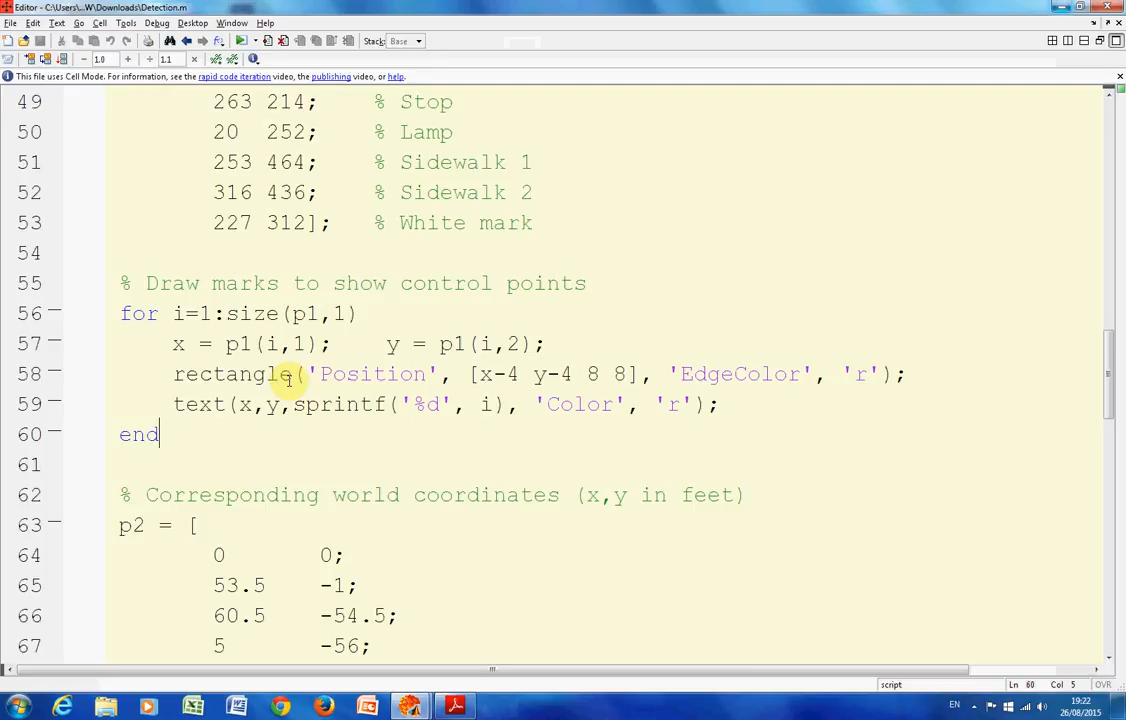 Editor - C:\Users\...W\Downloads\Detection.m
File Edit Text Go Cell Tools Debug Desktop Window Help
Stack: Base
1.0 1.1
This file uses Cell Mode. For information, see the rapid code iteration video, the publishing video, or help.
49 263 214; % Stop
50 20 252; % Lamp
51 253 464; % Sidewalk 1
52 316 436; % Sidewalk 2
53 227 312]; % White mark
54
55 % Draw marks to show control points
56 for i=1:size(p1,1)
57 x = p1(i,1); y = p1(i,2);
58 rectangle('Position', [x-4 y-4 8 8], 'EdgeColor', 'r');
59 text(x,y,sprintf('%d', i), 'Color', 'r');
60 end
61
62 % Corresponding world coordinates (x,y in feet)
63 p2 = [
64 0 0;
65 53.5 -1;
66 60.5 -54.5;
67 5 -56;
script Ln 60 Col 5 OVR
EN 19:22
26/08/2015